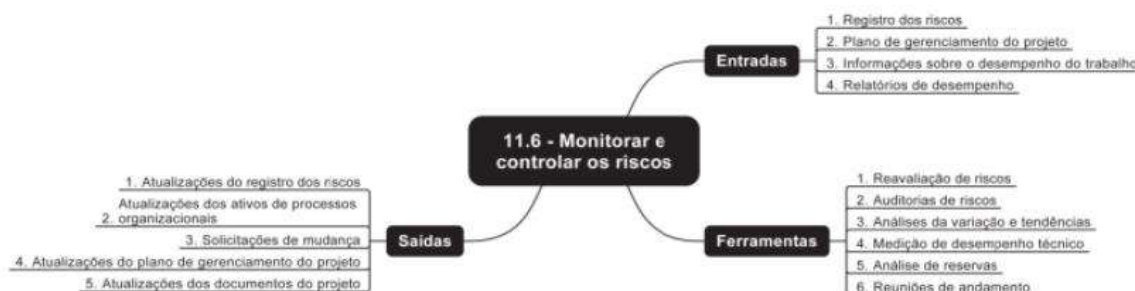 11.6 - Monitorar e
controlar os riscos
Entradas
1. Registro dos riscos
2. Plano de gerenciamento do projeto
3. Informações sobre o desempenho do trabalho
4. Relatórios de desempenho
Ferramentas
1. Reavaliação de riscos
2. Auditorias de riscos
3. Análises da variação e tendências
4. Medição de desempenho técnico
5. Análise de reservas
6. Reuniões de andamento
Saídas
1. Atualizações do registro dos riscos
Atualizações dos ativos de processos
2. organizacionais
3. Solicitações de mudança
4. Atualizações do plano de gerenciamento do projeto
5. Atualizações dos documentos do projeto